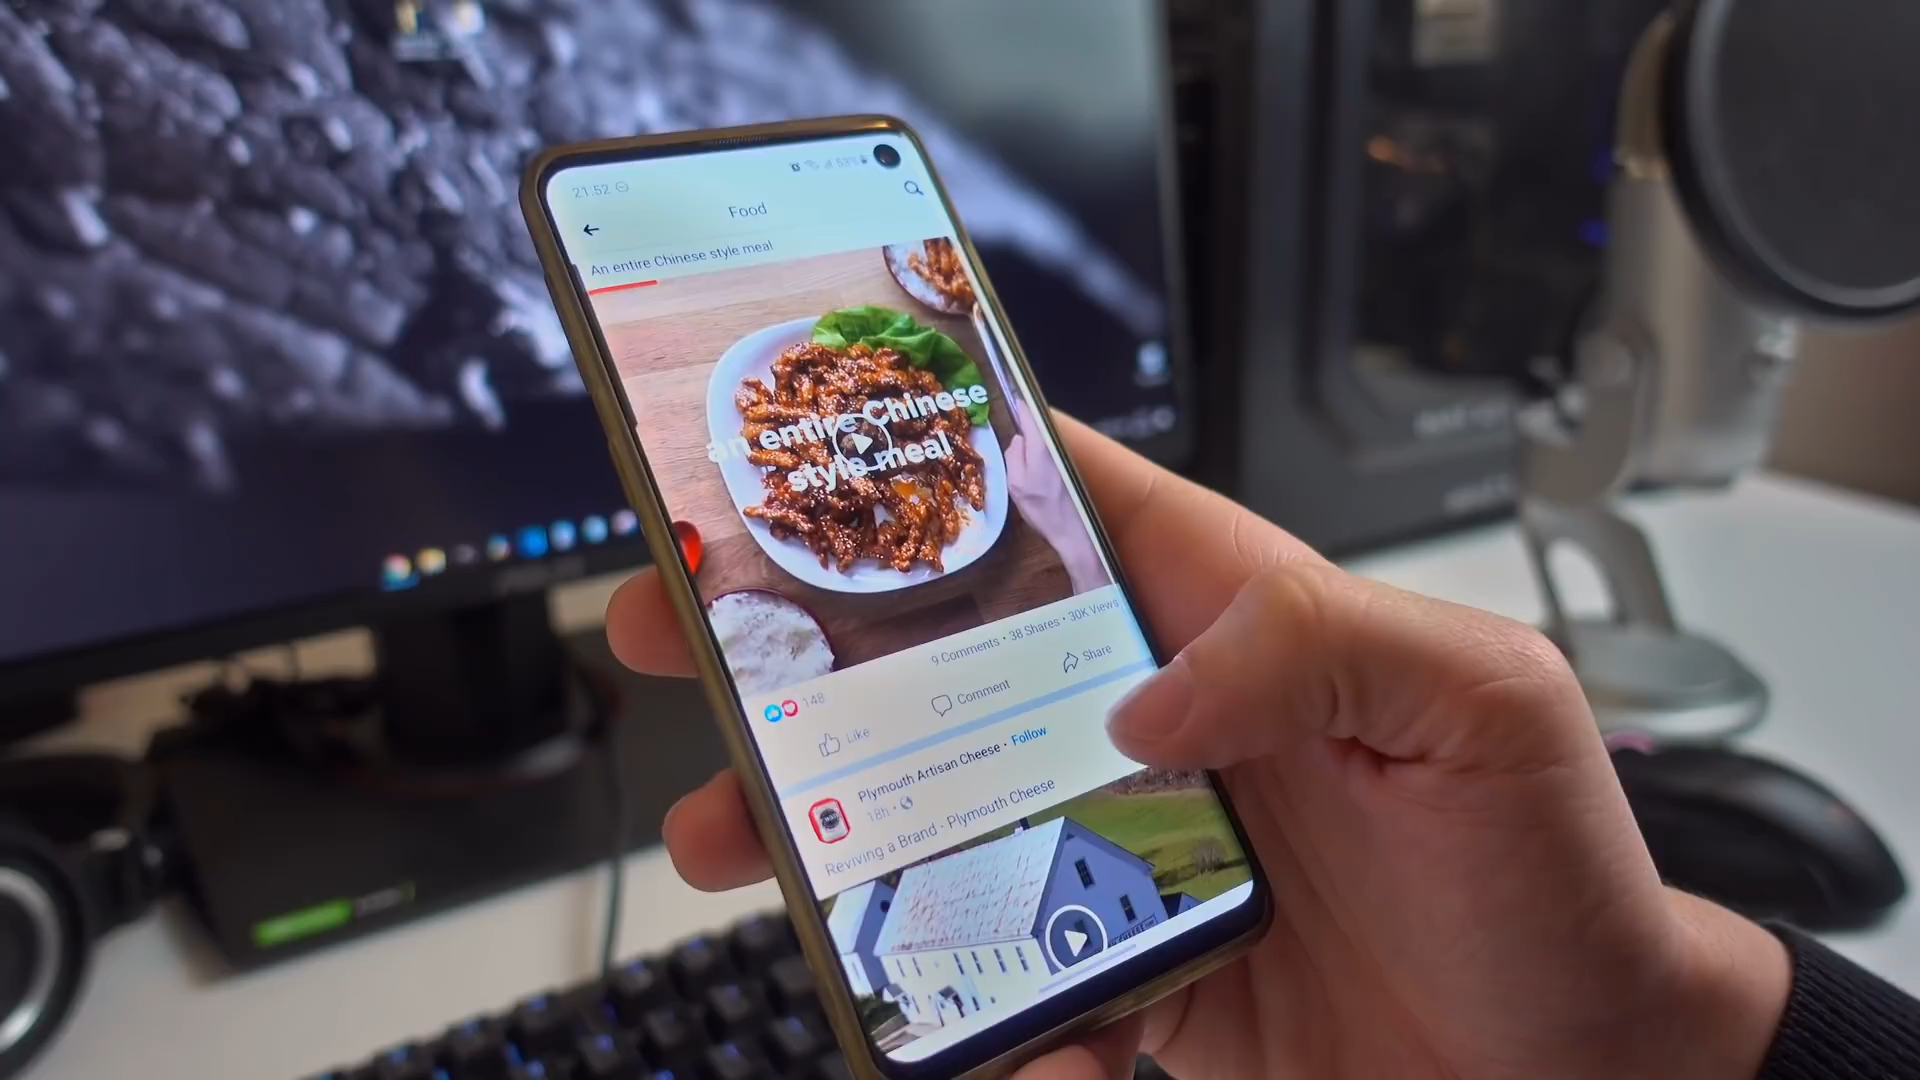 21:52
53%
Food
An entire Chinese style meal
an entire Chinese
style meal
9 Comments • 38 Shares • 30K Views
148
Like
Comment
Share
Plymouth Artisan Cheese • Follow
18h •
Reviving a Brand - Plymouth Cheese